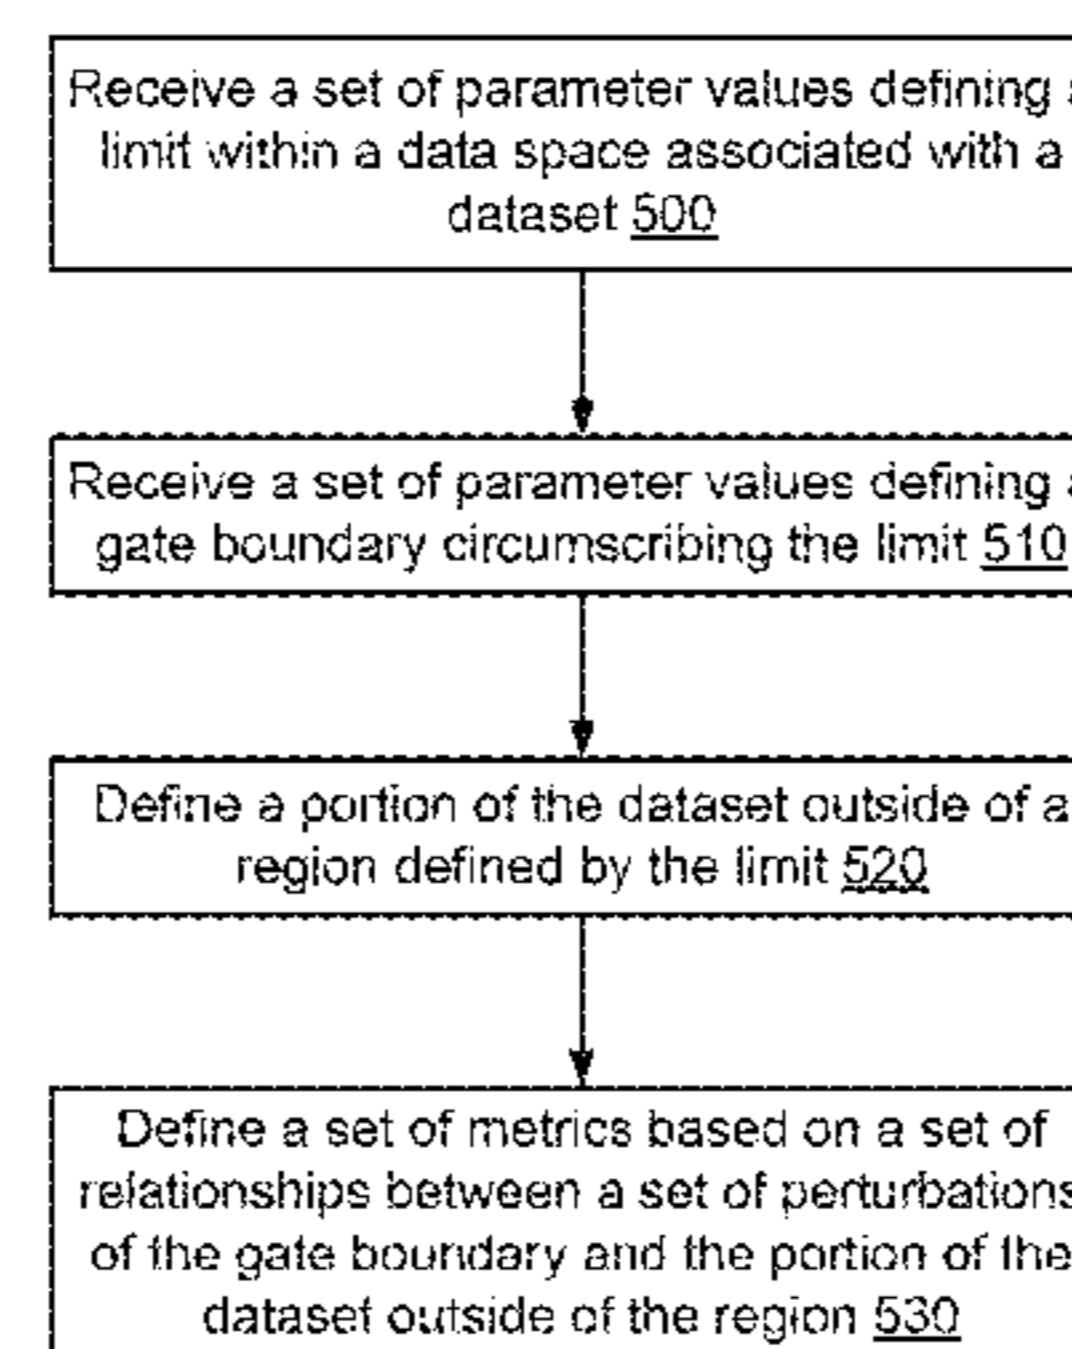 Receive a set of parameter values defining a
limit within a data space associated with a
dataset 500
Receive a set of parameter values defining a
gate boundary circumscribing the limit 510
Define a portion of the dataset outside of a
region defined by the limit 520
Define a set of metrics based on a set of
relationships between a set of perturbations
of the gate boundary and the portion of the
dataset outside of the region 530